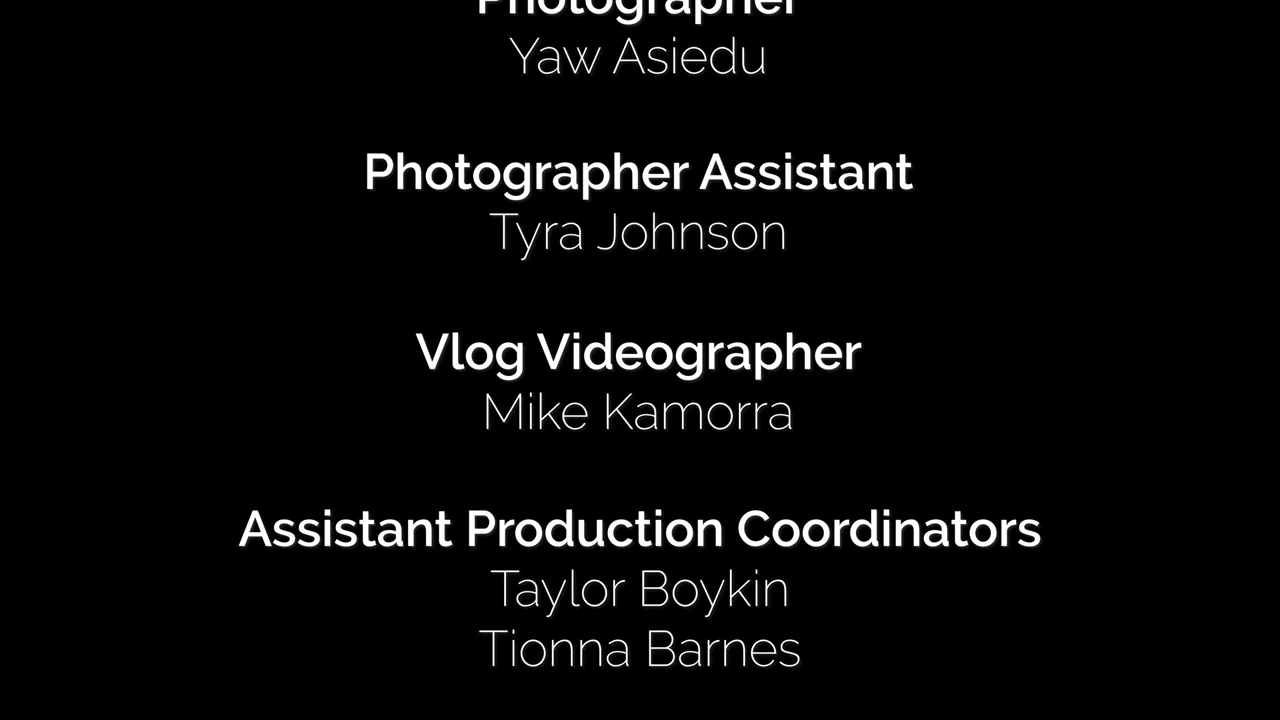 Photographer
Yaw Asiedu
Photographer Assistant
Tyra Johnson
Vlog Videographer
Mike Kamorra
Assistant Production Coordinators
Taylor Boykin
Tionna Barnes